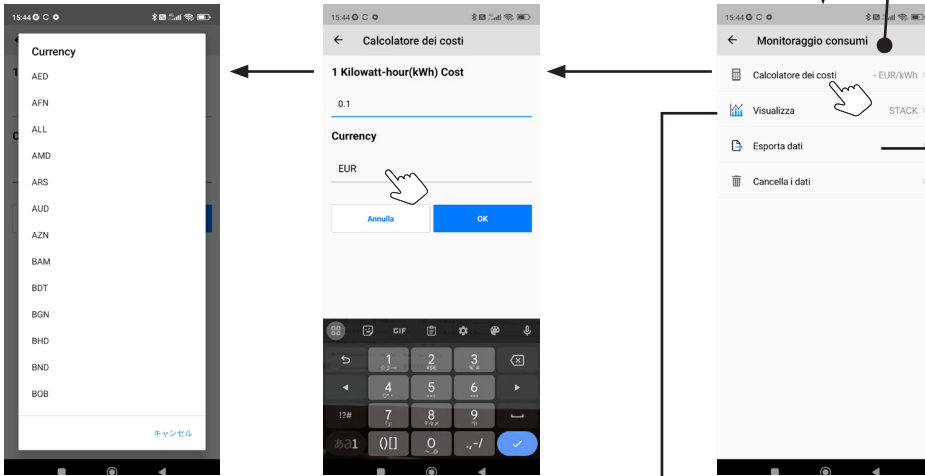 15:44
Currency
AED
AFN
ALL
AMD
ARS
AUD
AZN
BAM
BDT
BGN
BHD
BND
BOB
キャンセル
15:44
Calcolatore dei costi
1 Kilowatt-hour(kWh) Cost
0.1
Currency
EUR
Annulla
OK
GIF
1
2
3
4
5
6
!?#
7
8
9
あa1
()[]
0
.,-/
15:44
Monitoraggio consumi
Calcolatore dei costi - EUR/kWh
Visualizza STACK
Esporta dati
Cancella i dati